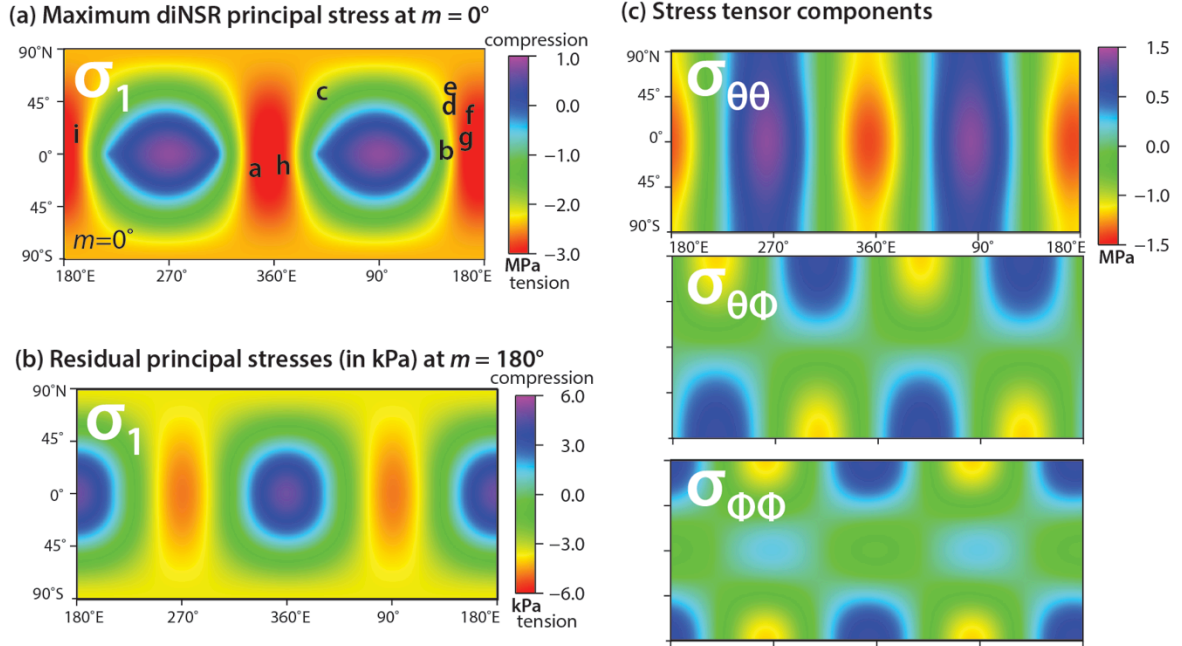 (a) Maximum diNSR principal stress at m = 0°
compression
90°N
45°
0°
45°
90°S
σ1
c
e
d
f
i
g
b
a
h
m=0°
180°E
270°
360°E
90°
180°E
1.0
0.0
−1.0
−2.0
−3.0
MPa
tension
(b) Residual principal stresses (in kPa) at m = 180°
compression
90°N
45°
0°
45°
90°S
σ1
180°E
270°
360°E
90°
180°E
6.0
3.0
0.0
−3.0
−6.0
kPa
tension
(c) Stress tensor components
90°N
45°
0°
45°
90°S
σθθ
180°E
270°
360°E
90°
180°E
1.5
0.5
0.0
−1.0
−1.5
MPa
σθΦ
σΦΦ